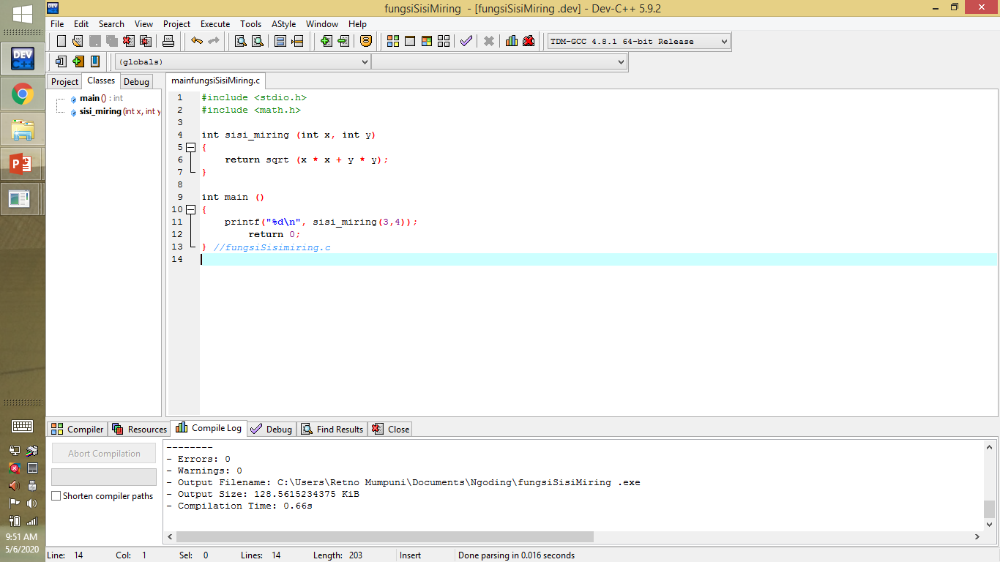 fungsiSisiMiring - [fungsiSisiMiring .dev] - Dev-C++ 5.9.2
File Edit Search View Project Execute Tools AStyle Window Help
TDM-GCC 4.8.1 64-bit Release
(globals)
Project Classes Debug
mainfungsiSisiMiring.c
main () : int
sisi_miring (int x, int y
1 #include <stdio.h>
2 #include <math.h>
3
4 int sisi_miring (int x, int y)
5 {
6 return sqrt (x * x + y * y);
7 }
8
9 int main ()
10 {
11 printf("%d\n", sisi_miring(3,4));
12 return 0;
13 } //fungsiSisimiring.c
14
Compiler Resources Compile Log Debug Find Results Close
Abort Compilation
Shorten compiler paths
--------
- Errors: 0
- Warnings: 0
- Output Filename: C:\Users\Retno Mumpuni\Documents\Ngoding\fungsiSisiMiring .exe
- Output Size: 128.5615234375 KiB
- Compilation Time: 0.66s
Line: 14 Col: 1 Sel: 0 Lines: 14 Length: 203 Insert Done parsing in 0.016 seconds
DEV
C++
P
9:51 AM
5/6/2020